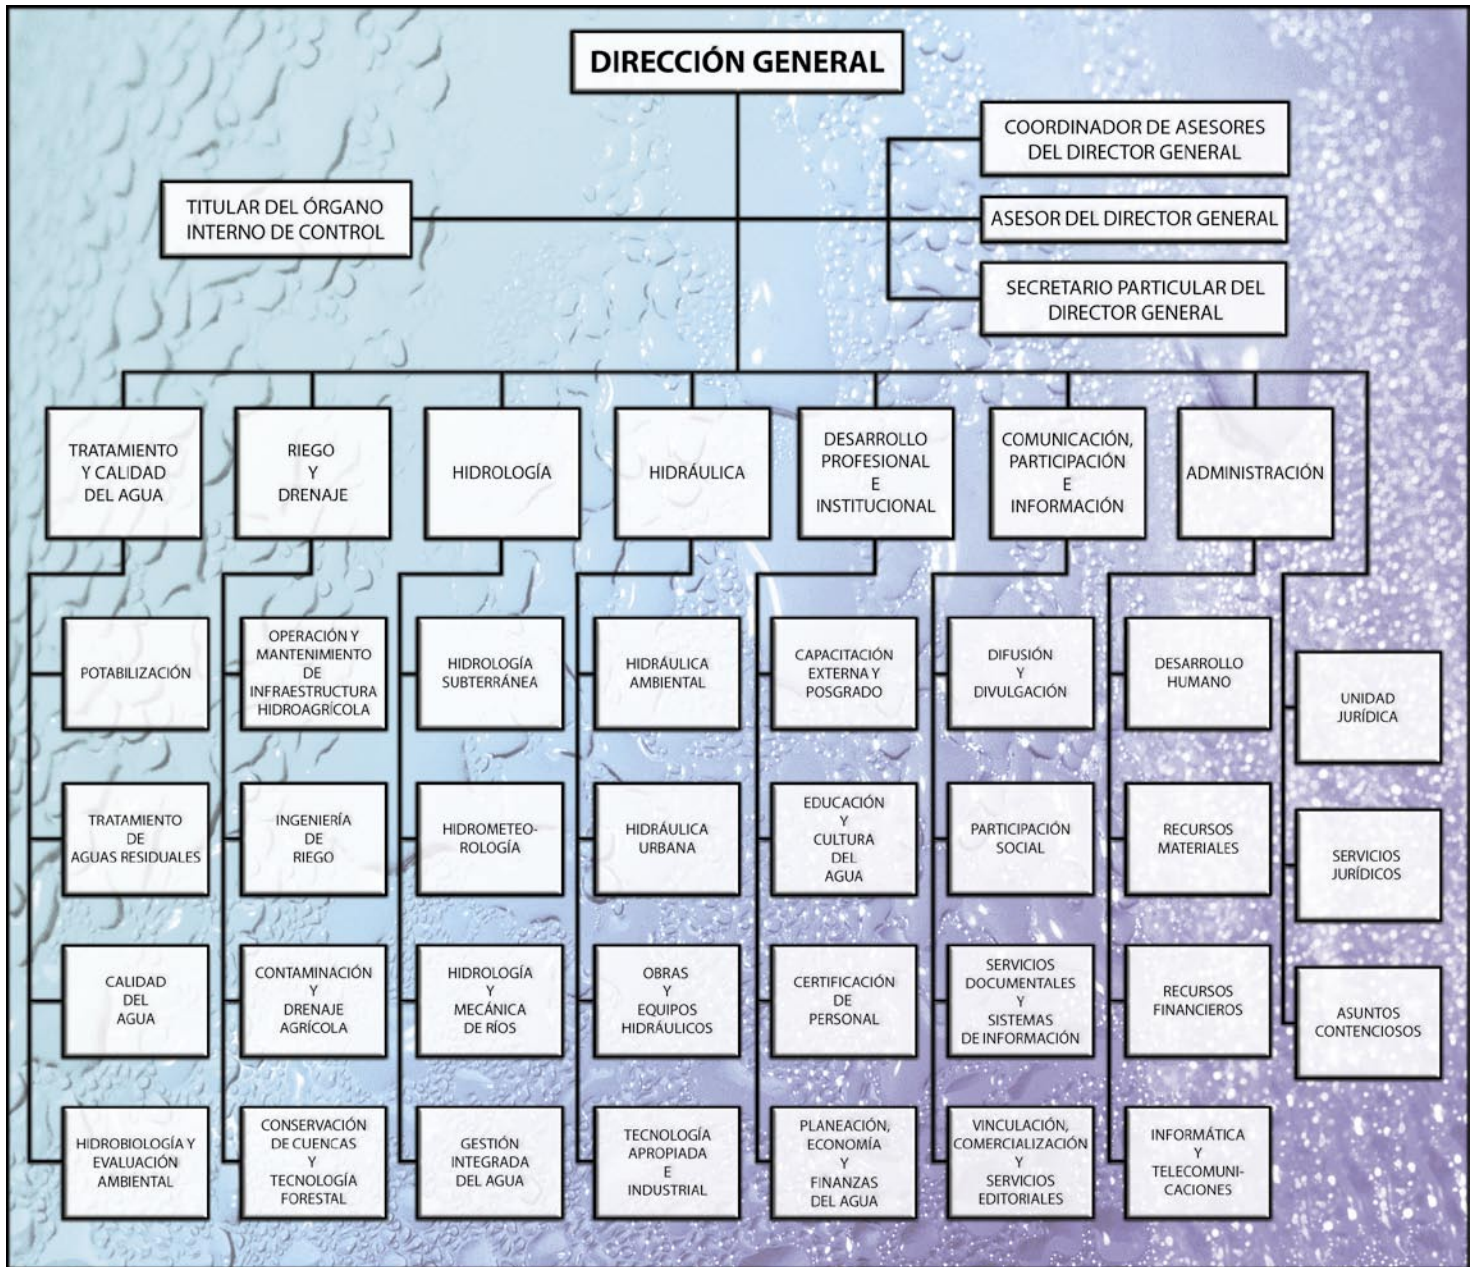 DIRECCIÓN GENERAL
COORDINADOR DE ASESORES
DEL DIRECTOR GENERAL
TITULAR DEL ÓRGANO
INTERNO DE CONTROL
ASESOR DEL DIRECTOR GENERAL
SECRETARIO PARTICULAR DEL
DIRECTOR GENERAL
TRATAMIENTO
Y CALIDAD
DEL AGUA
RIEGO
Y
DRENAJE
HIDROLOGÍA
HIDRÁULICA
DESARROLLO
PROFESIONAL
E
INSTITUCIONAL
COMUNICACIÓN,
PARTICIPACIÓN
E
INFORMACIÓN
ADMINISTRACIÓN
POTABILIZACIÓN
OPERACIÓN Y
MANTENIMIENTO
DE
INFRAESTRUCTURA
HIDROAGRÍCOLA
HIDROLOGÍA
SUBTERRÁNEA
HIDRÁULICA
AMBIENTAL
CAPACITACIÓN
EXTERNA Y
POSGRADO
DIFUSIÓN
Y
DIVULGACIÓN
DESARROLLO
HUMANO
UNIDAD
JURÍDICA
TRATAMIENTO
DE
AGUAS RESIDUALES
INGENIERÍA
DE
RIEGO
HIDROMETEO-
ROLOGÍA
HIDRÁULICA
URBANA
EDUCACIÓN
Y
CULTURA
DEL
AGUA
PARTICIPACIÓN
SOCIAL
RECURSOS
MATERIALES
SERVICIOS
JURÍDICOS
CALIDAD
DEL
AGUA
CONTAMINACIÓN
Y
DRENAJE
AGRÍCOLA
HIDROLOGÍA
Y
MECÁNICA
DE RÍOS
OBRAS
Y
EQUIPOS
HIDRÁULICOS
CERTIFICACIÓN
DE
PERSONAL
SERVICIOS
DOCUMENTALES
Y
SISTEMAS
DE INFORMACIÓN
RECURSOS
FINANCIEROS
ASUNTOS
CONTENCIOSOS
HIDROBIOLOGÍA Y
EVALUACIÓN
AMBIENTAL
CONSERVACIÓN
DE CUENCAS
Y
TECNOLOGÍA
FORESTAL
GESTIÓN
INTEGRADA
DEL AGUA
TECNOLOGÍA
APROPIADA
E
INDUSTRIAL
PLANEACIÓN,
ECONOMÍA
Y
FINANZAS
DEL AGUA
VINCULACIÓN,
COMERCIALIZACIÓN
Y
SERVICIOS
EDITORIALES
INFORMÁTICA
Y
TELECOMUNI-
CACIONES